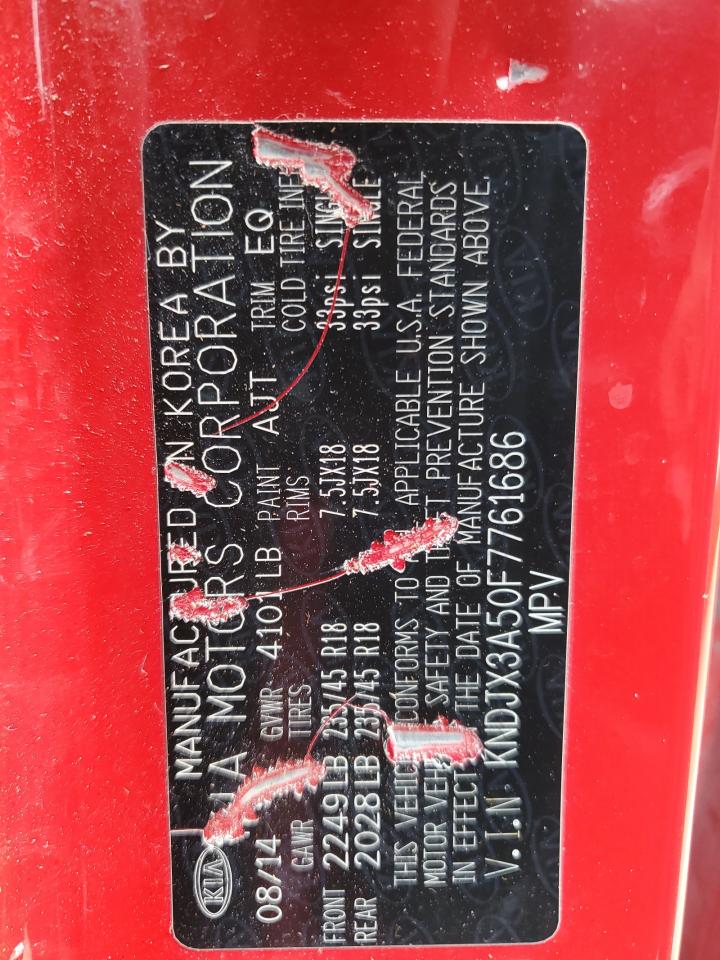 KIA
MANUFACTURED IN KOREA BY
KIA MOTORS CORPORATION
08/14 GVWR 4101LB PAINT AJT TRIM EQ
GAWR TIRES RIMS COLD TIRE INF
FRONT 2249LB 235/45 R18 7.5JX18 33psi SINGLE
REAR 2028LB 235/45 R18 7.5JX18 33psi SINGLE
THIS VEHICLE CONFORMS TO APPLICABLE U.S.A. FEDERAL
MOTOR VEHICLE SAFETY AND THEFT PREVENTION STANDARDS
IN EFFECT THE DATE OF MANUFACTURE SHOWN ABOVE.
V.I.N KNDJX3A50F7761686
MPV